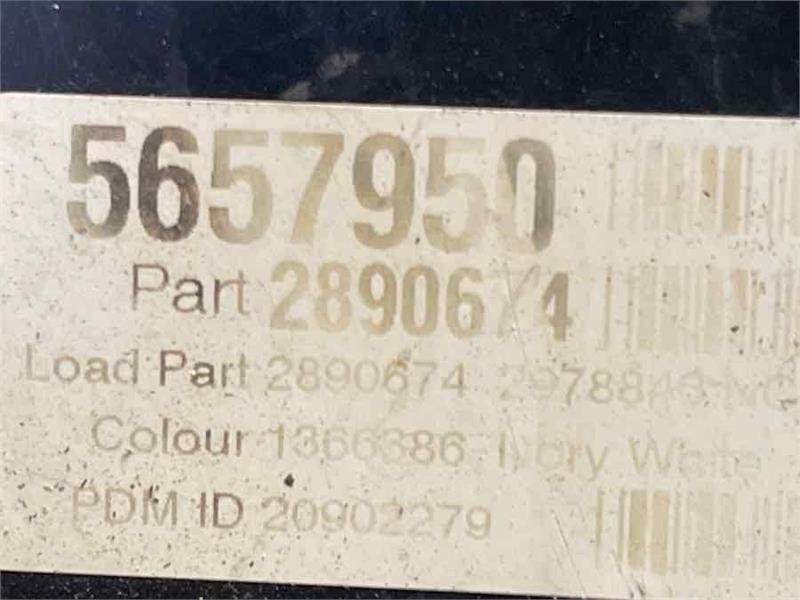 5657950
Part 2890674
Load Part 2890674
Colour 1366386, Ivory White
PDM ID 20902279